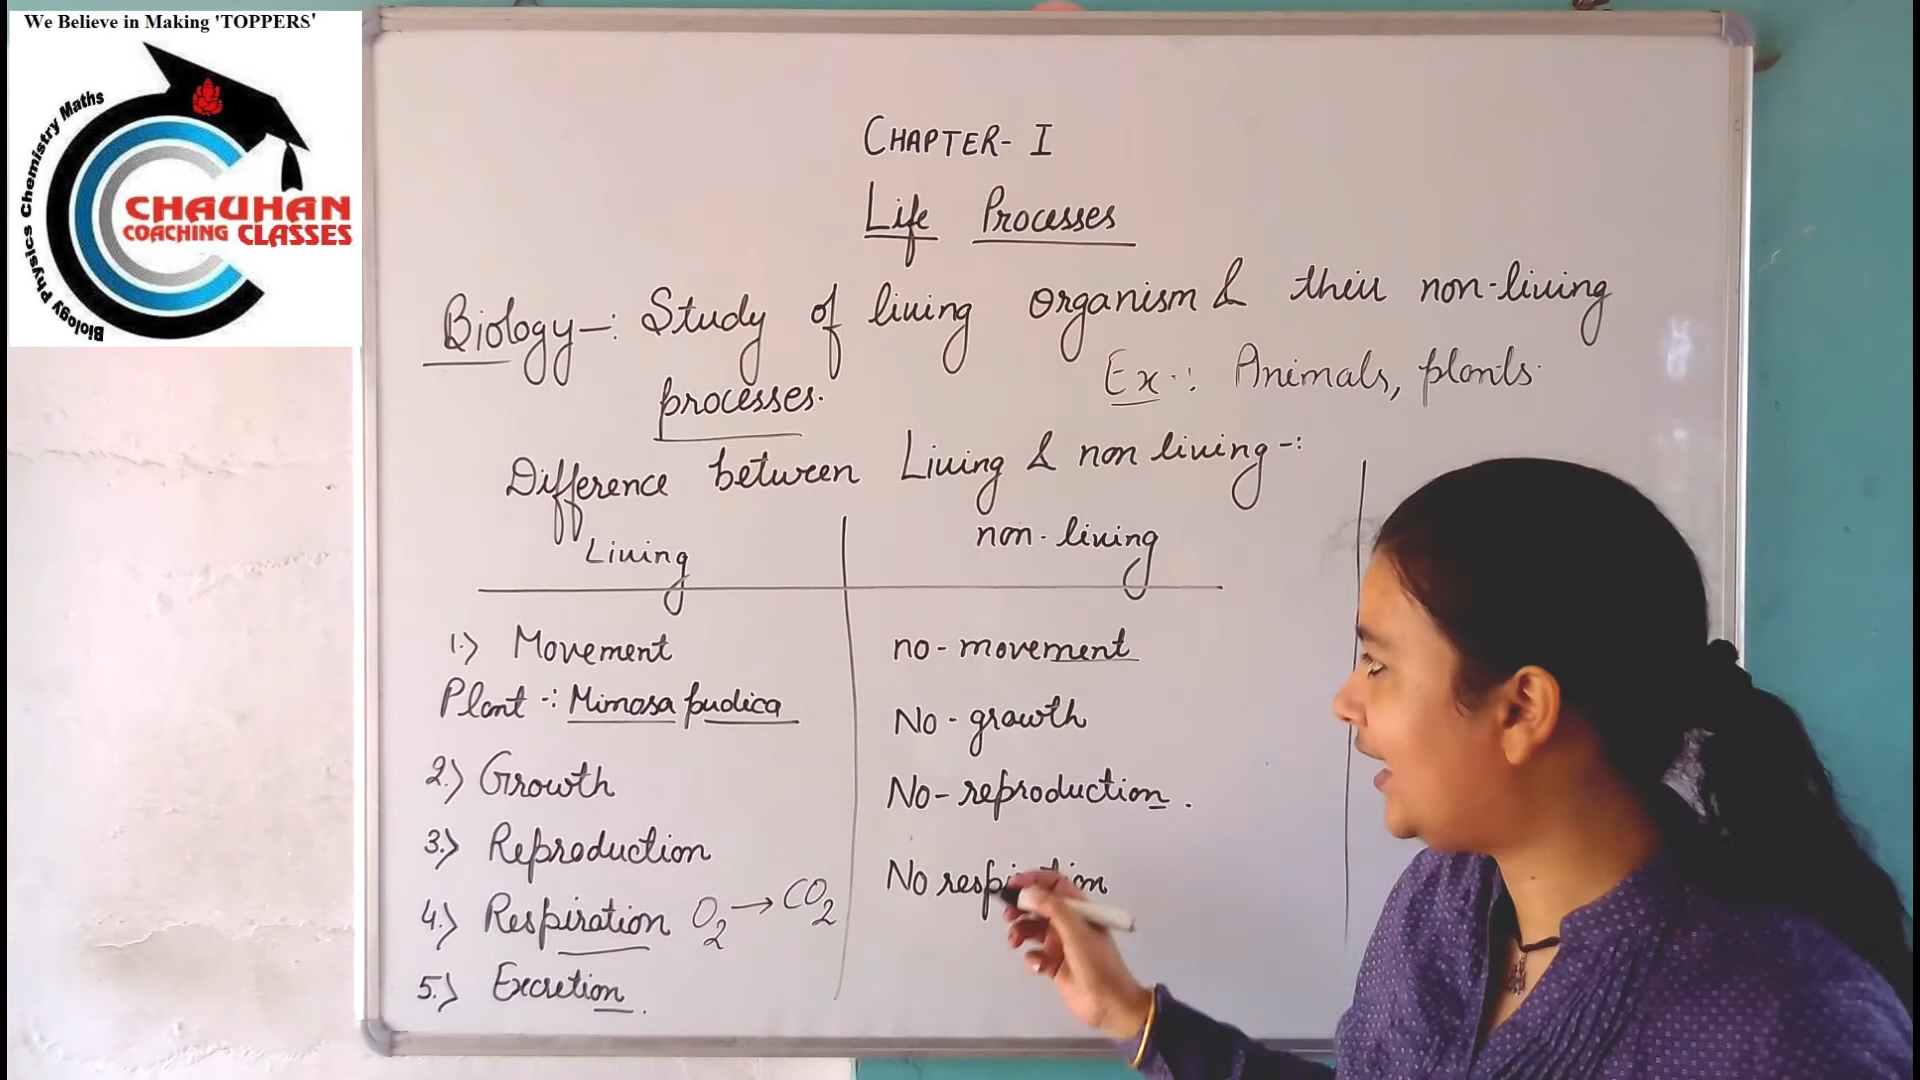 We Believe in Making 'TOPPERS'
Biology Physics Chemistry Maths
CHAUHAN
COACHING CLASSES
CHAPTER- I
Life Processes
Biology-: Study of living organism & their non-living
processes.
Ex-: Animals, plants.
Difference between Living & non living-:
Living
non-living
1.) Movement
no-movement
Plant-: Mimosa pudica
No-growth
2.) Growth
No-reproduction.
3.) Reproduction
No respiration
4.) Respiration O2 → CO2
5.) Excretion.